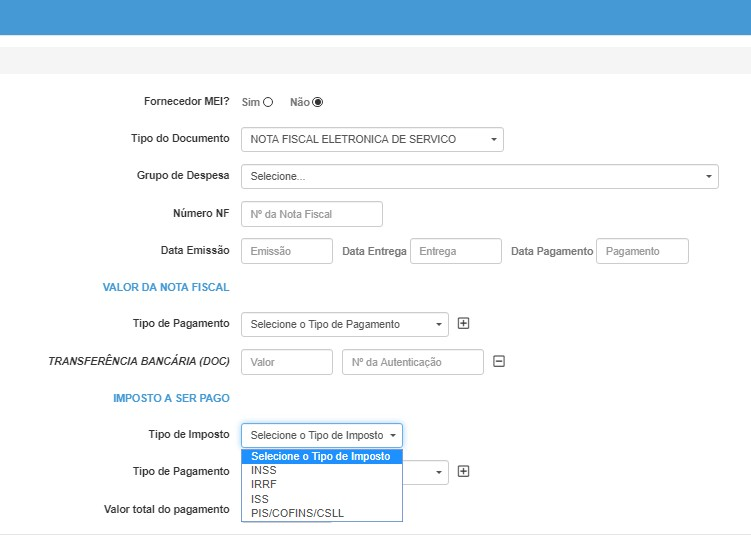 Fornecedor MEI? Sim Não
Tipo do Documento NOTA FISCAL ELETRONICA DE SERVICO
Grupo de Despesa Selecione...
Número NF Nº da Nota Fiscal
Data Emissão Emissão Data Entrega Entrega Data Pagamento Pagamento
VALOR DA NOTA FISCAL
Tipo de Pagamento Selecione o Tipo de Pagamento
TRANSFERÊNCIA BANCÁRIA (DOC) Valor Nº da Autenticação
IMPOSTO A SER PAGO
Tipo de Imposto Selecione o Tipo de Imposto
Selecione o Tipo de Imposto
Tipo de Pagamento INSS
IRRF
ISS
Valor total do pagamento PIS/COFINS/CSLL